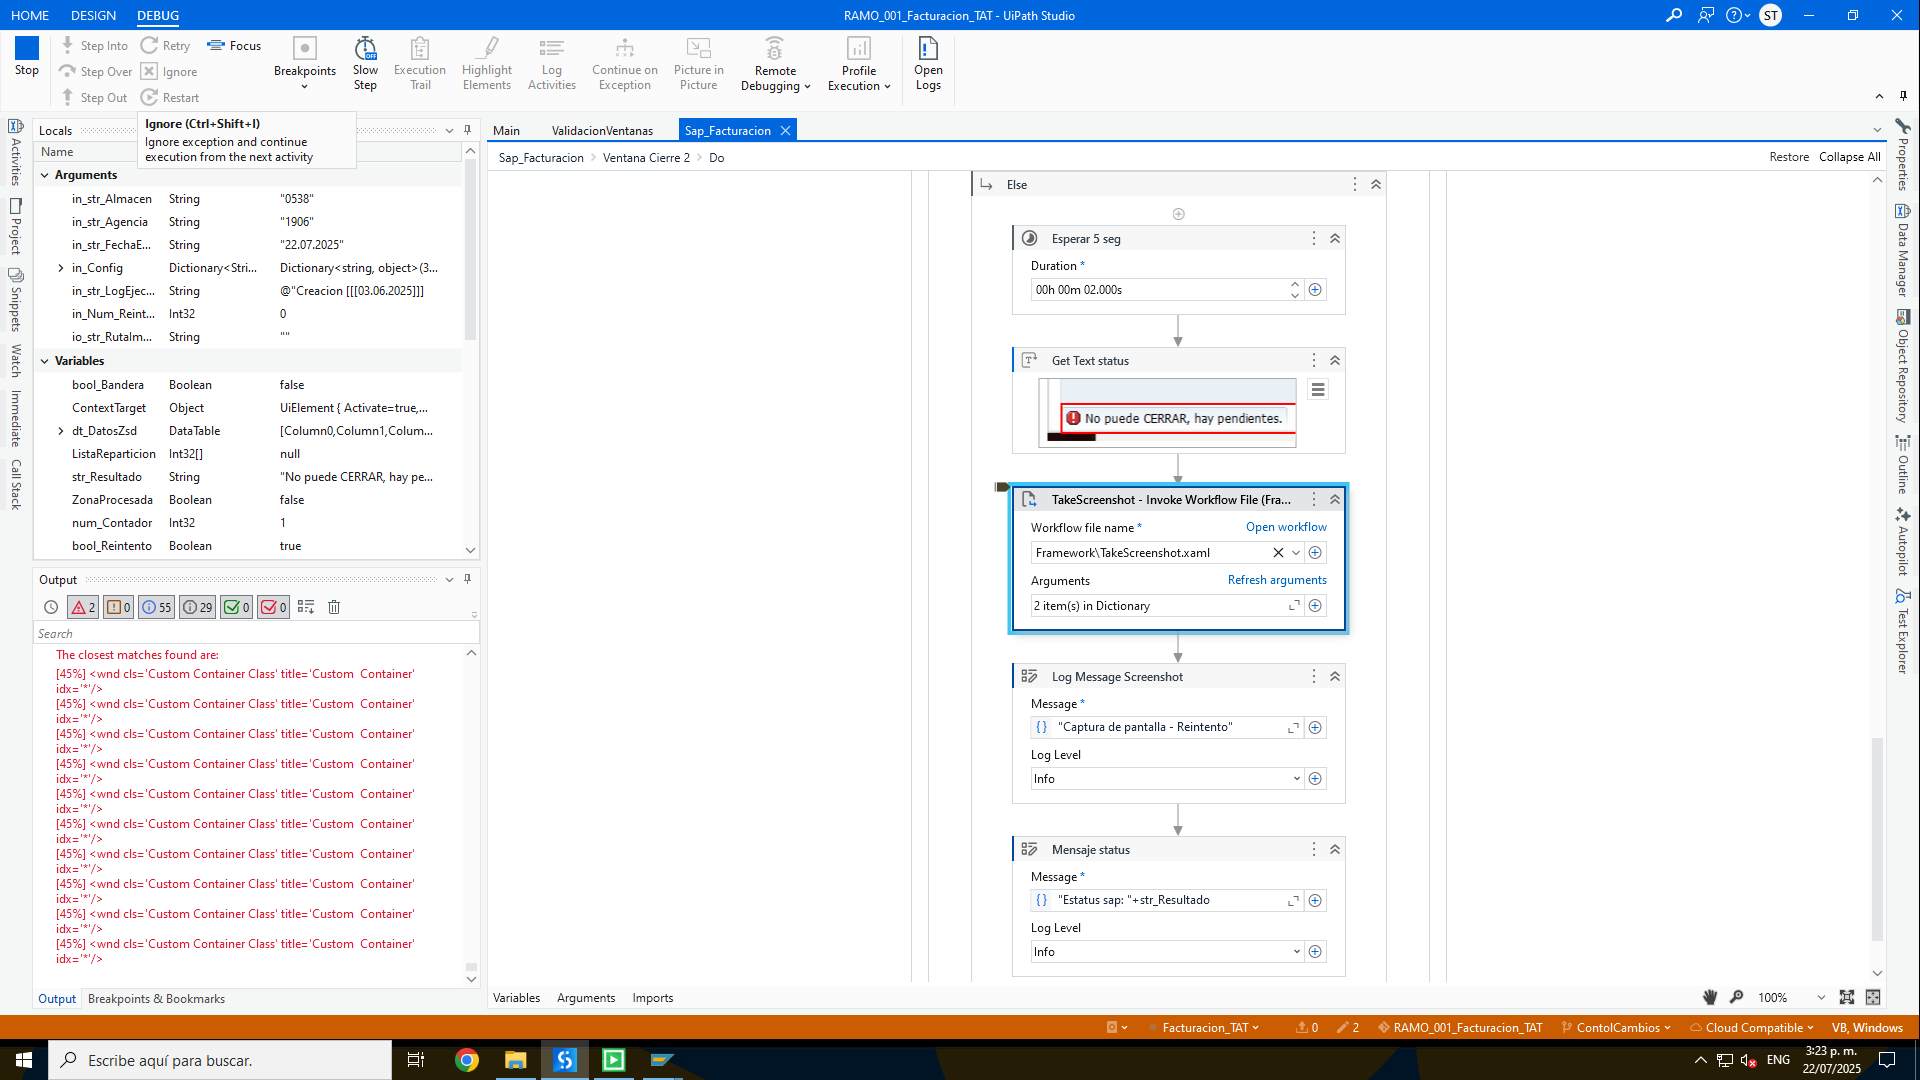 HOME DESIGN DEBUG
RAMO_001_Facturacion_TAT - UiPath Studio
ST
Stop
Step Into
Step Over
Step Out
Retry
Ignore
Restart
Focus
Breakpoints
Slow Step
Execution Trail
Highlight Elements
Log Activities
Continue on Exception
Picture in Picture
Remote Debugging
Profile Execution
Open Logs
Ignore (Ctrl+Shift+I)
Ignore exception and continue
execution from the next activity
Activities
Project
Snippets
Watch
Immediate
Call Stack
Locals
Name
Arguments
in_str_Almacen String "0538"
in_str_Agencia String "1906"
in_str_FechaE... String "22.07.2025"
in_Config Dictionary<Stri... Dictionary<string, object>(3...
in_str_LogEjec... String @"Creacion [[[03.06.2025]]]
in_Num_Reint... Int32 0
io_str_RutaIm... String ""
Variables
bool_Bandera Boolean false
ContextTarget Object UiElement { Activate=true,...
dt_DatosZsd DataTable [Column0,Column1,Colum...
ListaReparticion Int32[] null
str_Resultado String "No puede CERRAR, hay pe...
ZonaProcesada Boolean false
num_Contador Int32 1
bool_Reintento Boolean true
Output
2 0 55 29 0 0
Search
The closest matches found are:
[45%] <wnd cls='Custom Container Class' title='Custom  Container'
idx='*'/>
[45%] <wnd cls='Custom Container Class' title='Custom  Container'
idx='*'/>
[45%] <wnd cls='Custom Container Class' title='Custom  Container'
idx='*'/>
[45%] <wnd cls='Custom Container Class' title='Custom  Container'
idx='*'/>
[45%] <wnd cls='Custom Container Class' title='Custom  Container'
idx='*'/>
[45%] <wnd cls='Custom Container Class' title='Custom  Container'
idx='*'/>
[45%] <wnd cls='Custom Container Class' title='Custom  Container'
idx='*'/>
[45%] <wnd cls='Custom Container Class' title='Custom  Container'
idx='*'/>
[45%] <wnd cls='Custom Container Class' title='Custom  Container'
idx='*'/>
[45%] <wnd cls='Custom Container Class' title='Custom  Container'
idx='*'/>
Output Breakpoints & Bookmarks
Main ValidacionVentanas Sap_Facturacion
Sap_Facturacion Ventana Cierre 2 Do
Restore Collapse All
Else
Esperar 5 seg
Duration *
00h 00m 02.000s
Get Text status
No puede CERRAR, hay pendientes.
TakeScreenshot - Invoke Workflow File (Fra...
Workflow file name * Open workflow
Framework\TakeScreenshot.xaml
Arguments Refresh arguments
2 item(s) in Dictionary
Log Message Screenshot
Message *
{} "Captura de pantalla - Reintento"
Log Level
Info
Mensaje status
Message *
{} "Estatus sap: "+str_Resultado
Log Level
Info
Variables Arguments Imports
100%
Properties
Data Manager
Object Repository
Outline
Autopilot
Test Explorer
Facturacion_TAT 0 2 RAMO_001_Facturacion_TAT ContolCambios Cloud Compatible VB, Windows
Escribe aquí para buscar.
ENG
3:23 p. m.
22/07/2025